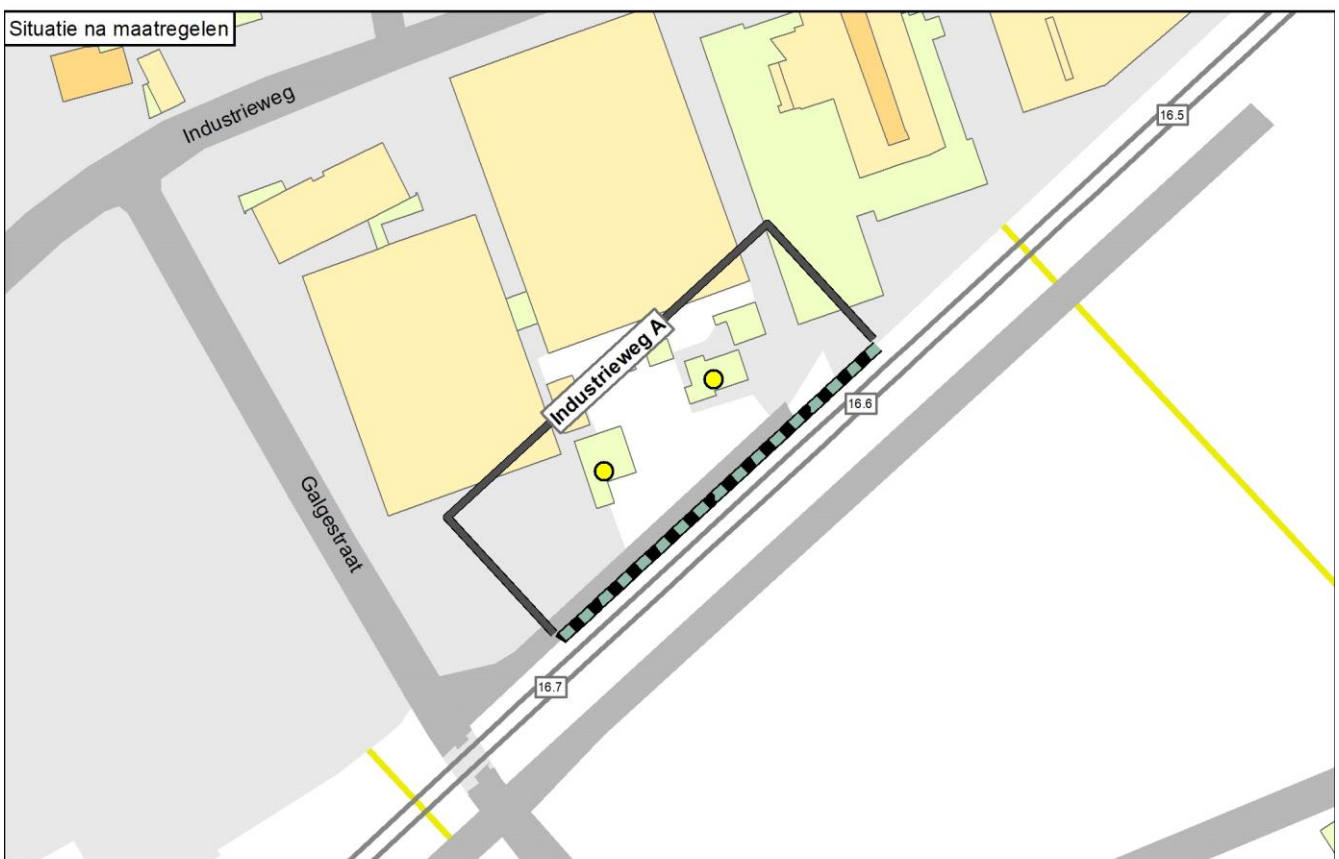 Situatie na maatregelen
Industrieweg
16.5
Industrieweg A
16.6
Galgestraat
16.7